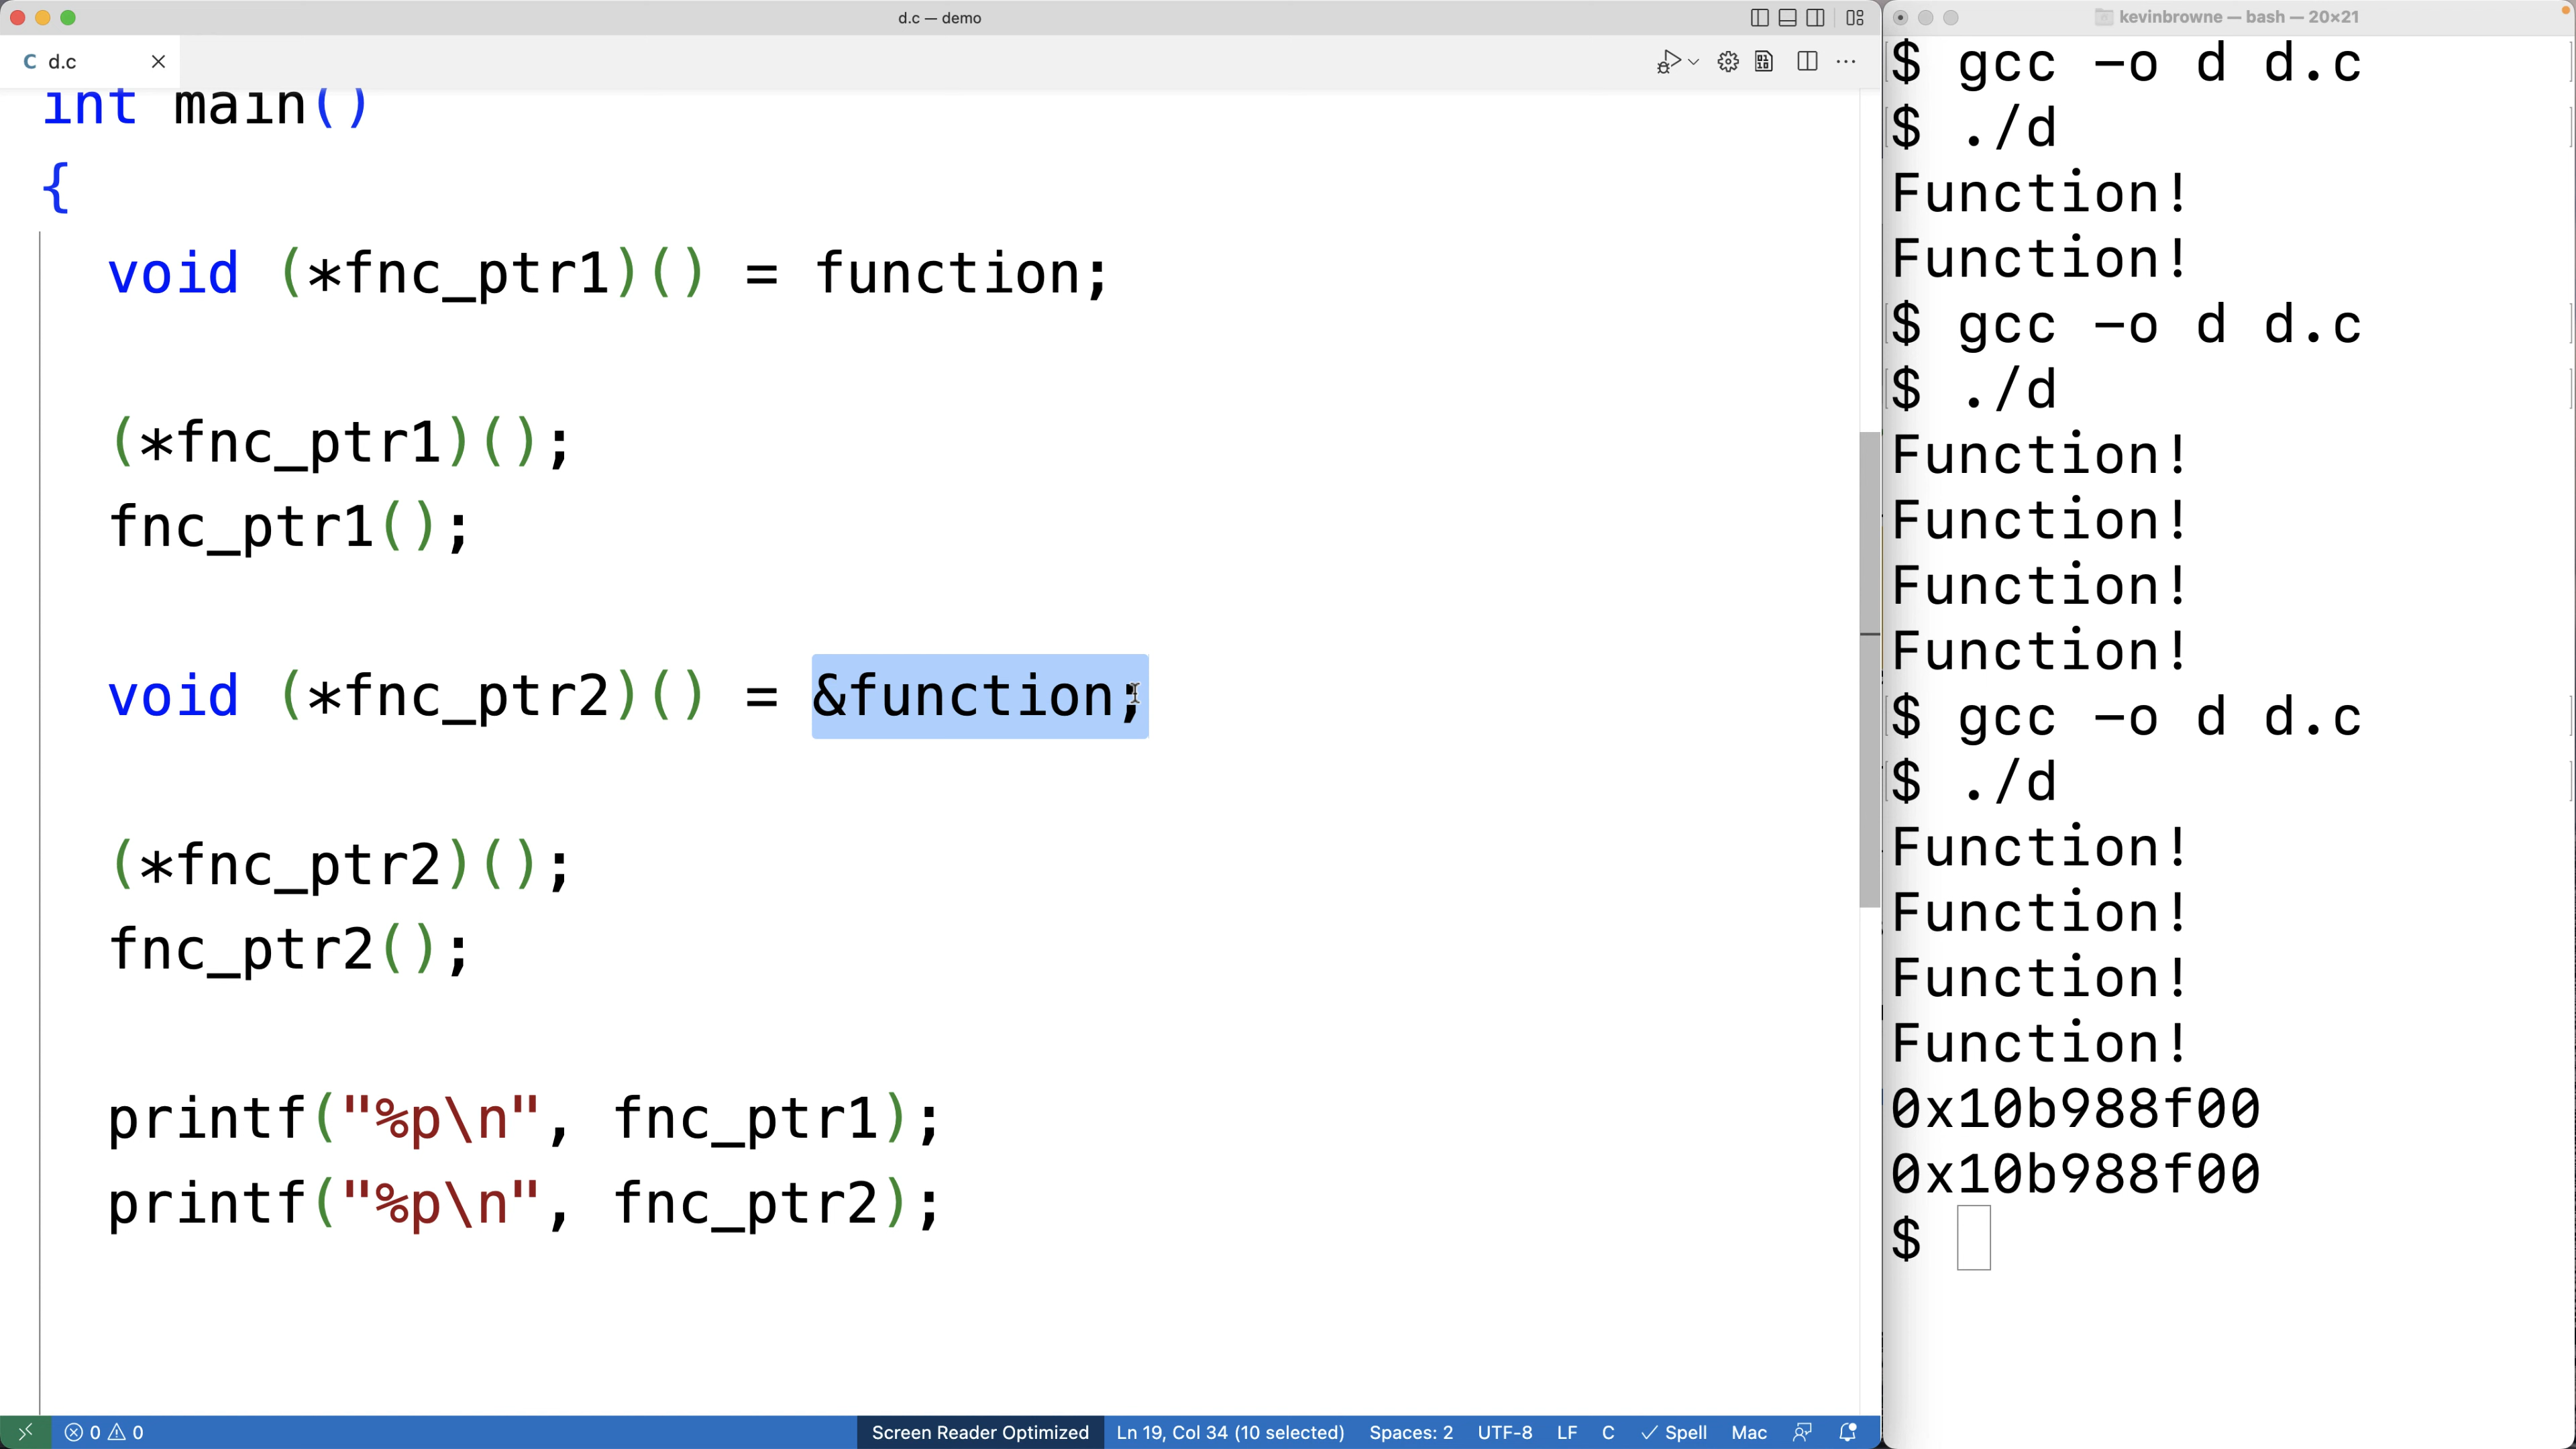 d.c — demo
C d.c
int main()
{
void (*fnc_ptr1)() = function;
(*fnc_ptr1)();
fnc_ptr1();
void (*fnc_ptr2)() = &function;
(*fnc_ptr2)();
fnc_ptr2();
printf("%p\n", fnc_ptr1);
printf("%p\n", fnc_ptr2);
0 0
Screen Reader Optimized
Ln 19, Col 34 (10 selected)
Spaces: 2
UTF-8
LF
C
Spell
Mac
kevinbrowne — bash — 20×21
$ gcc -o d d.c
$ ./d
Function!
Function!
$ gcc -o d d.c
$ ./d
Function!
Function!
Function!
Function!
$ gcc -o d d.c
$ ./d
Function!
Function!
Function!
Function!
0x10b988f00
0x10b988f00
$